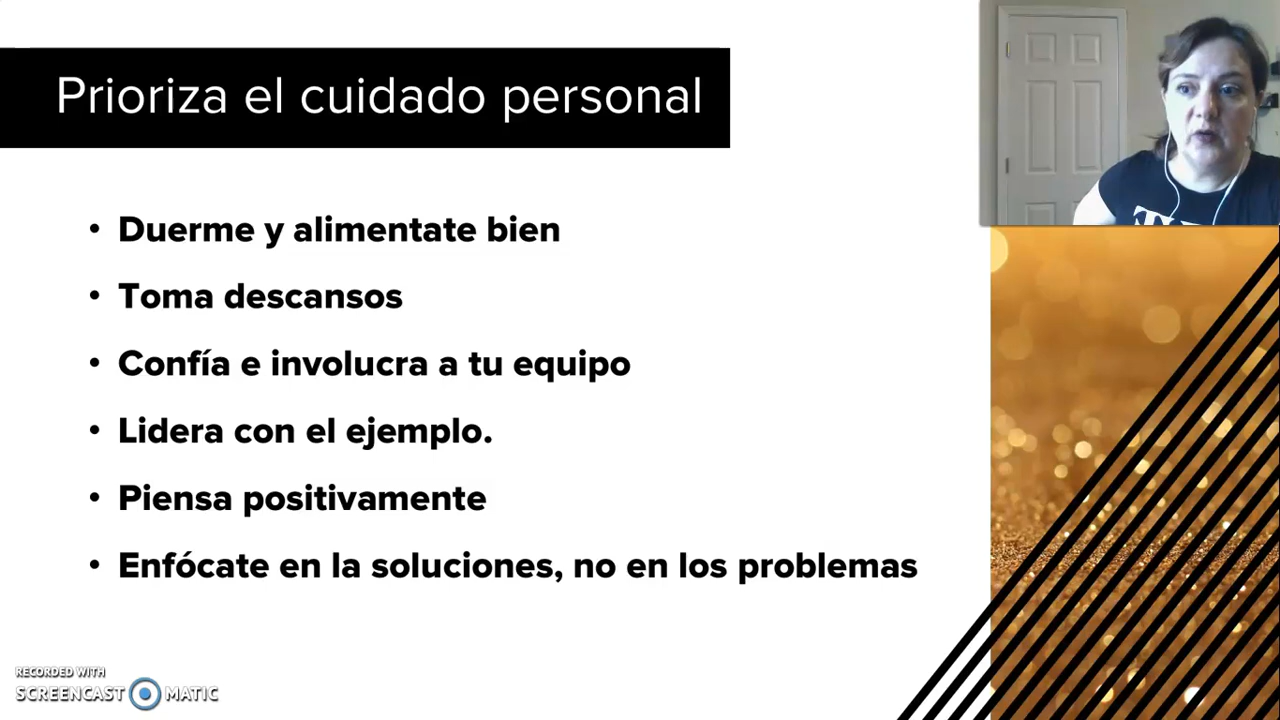 Prioriza el cuidado personal
• Duerme y alimentate bien
• Toma descansos
• Confía e involucra a tu equipo
• Lidera con el ejemplo.
• Piensa positivamente
• Enfócate en la soluciones, no en los problemas
RECORDED WITH
SCREENCAST MATIC